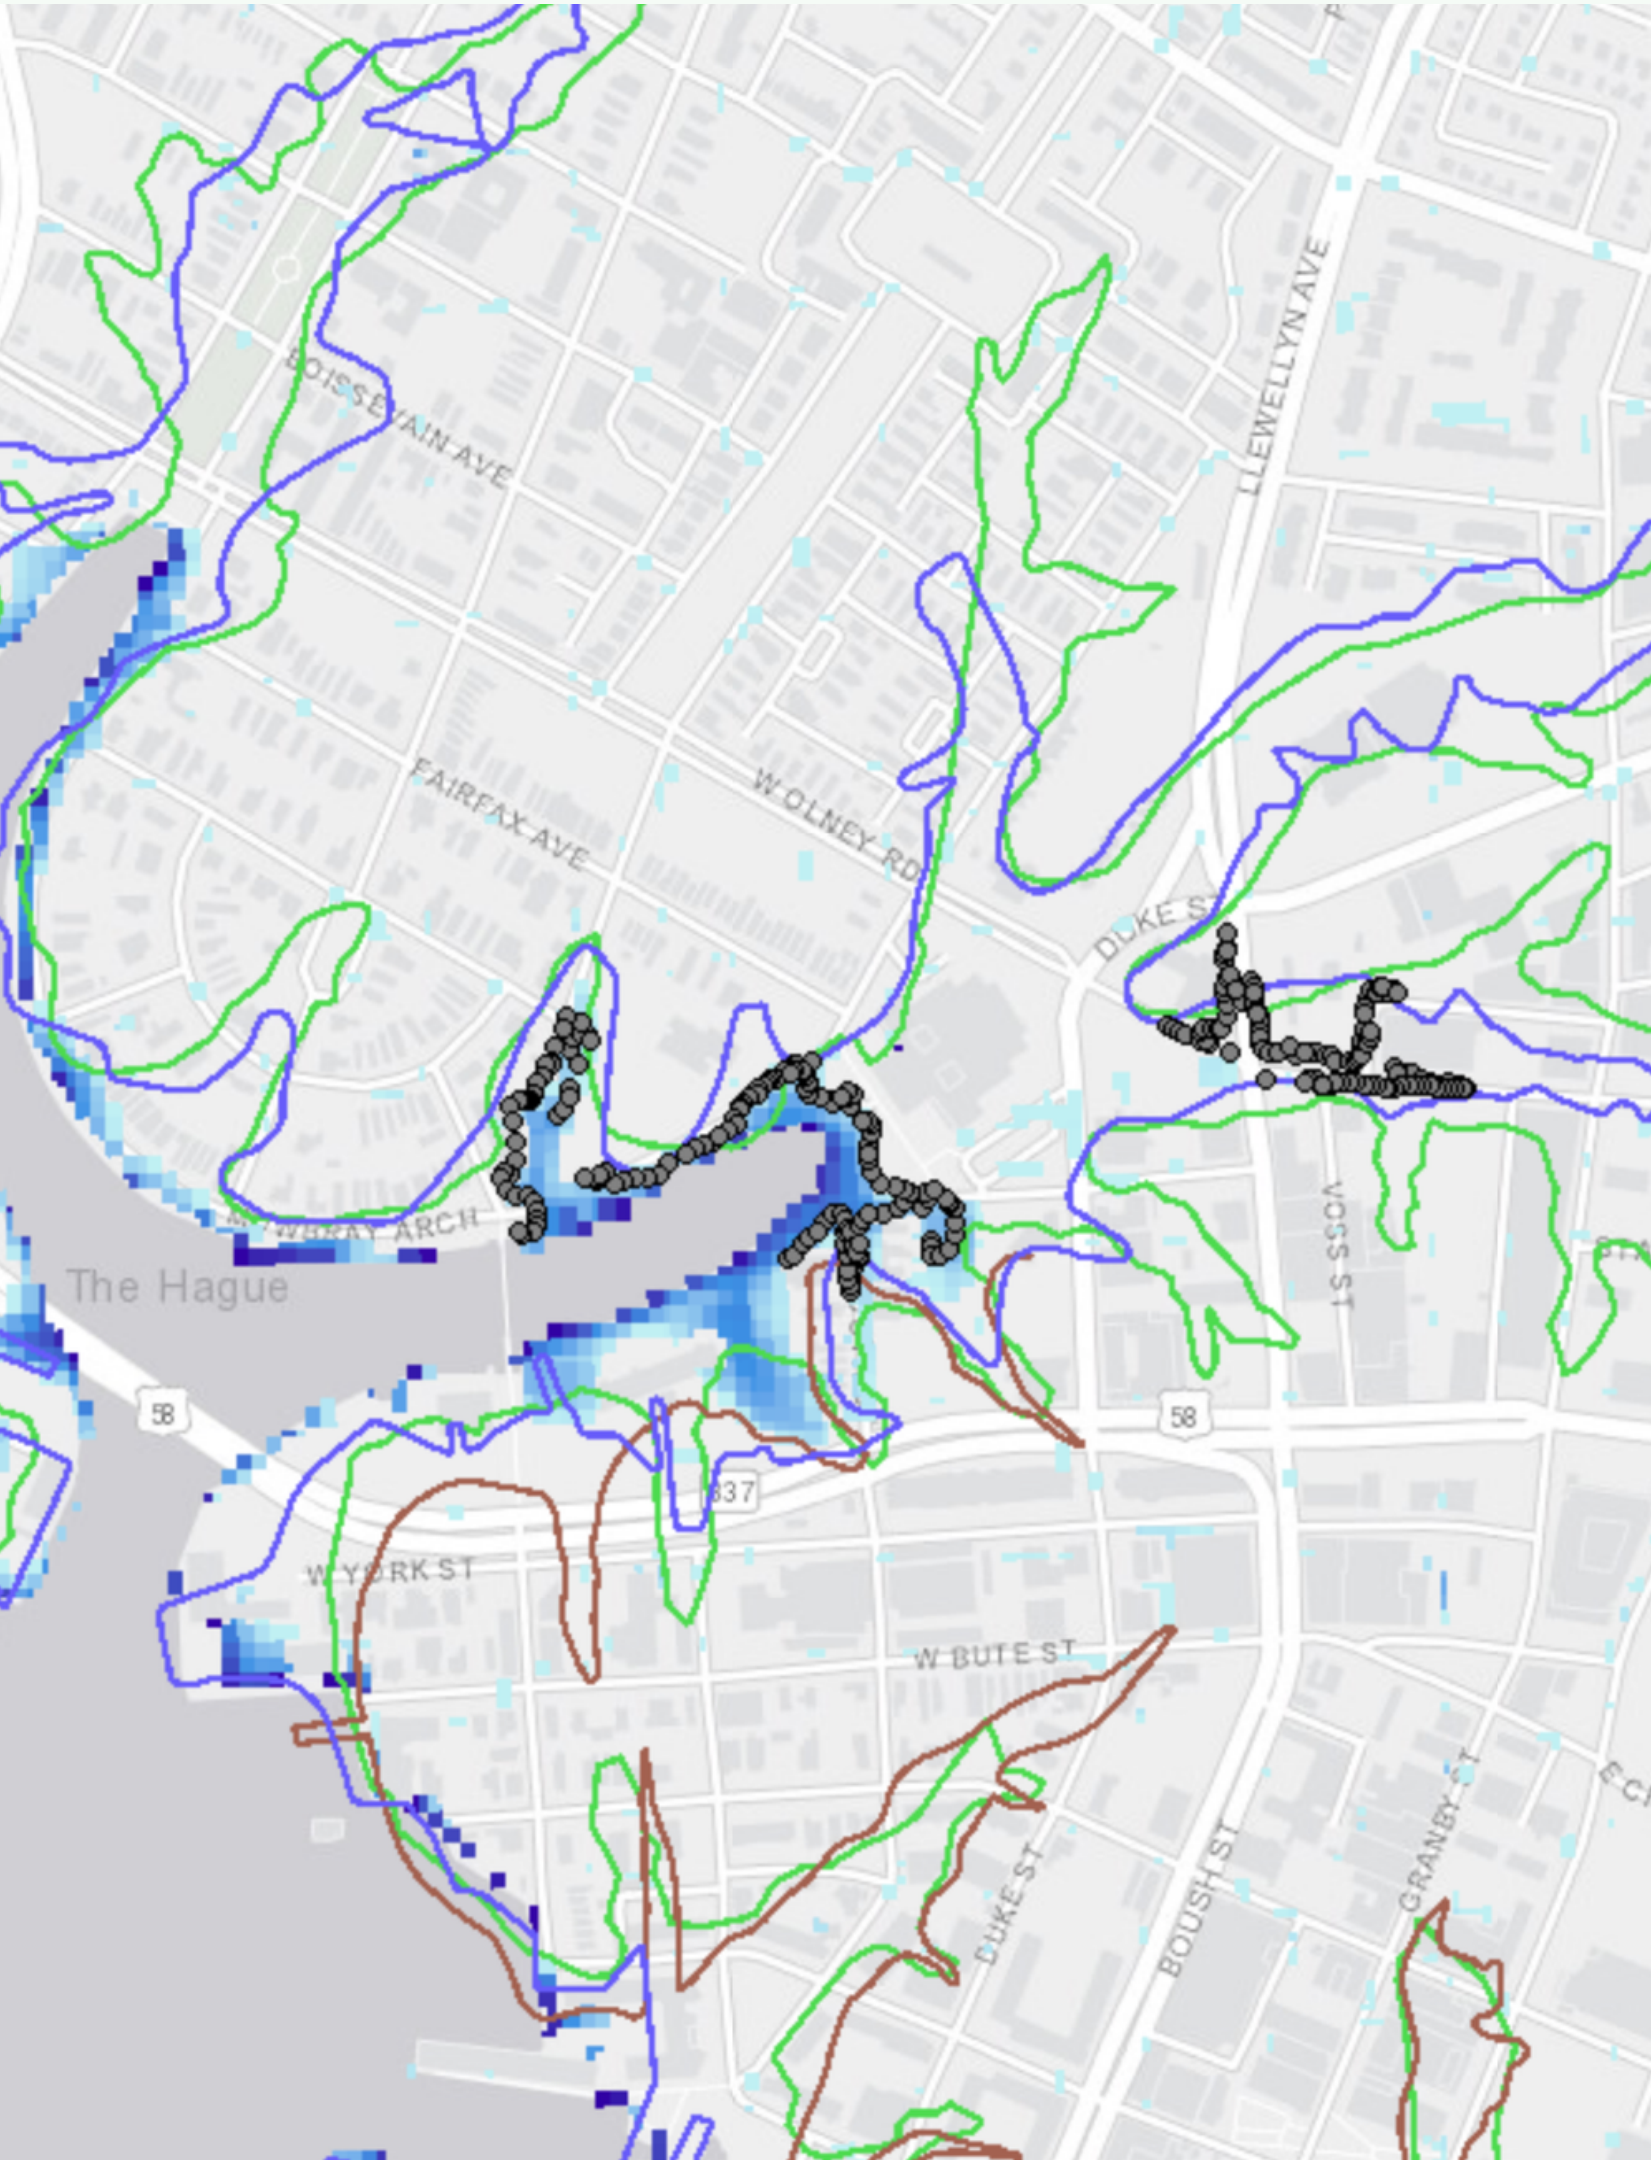 LLEWELLYN AVE
BOISSEVAIN AVE
FAIRFAX AVE
W OLNEY RD
DUKE ST
MOWBRAY ARCH
VOSS ST
The Hague
58
58
337
W YORK ST
W BUTE ST
DUKE ST
BOUSH ST
GRANBY ST